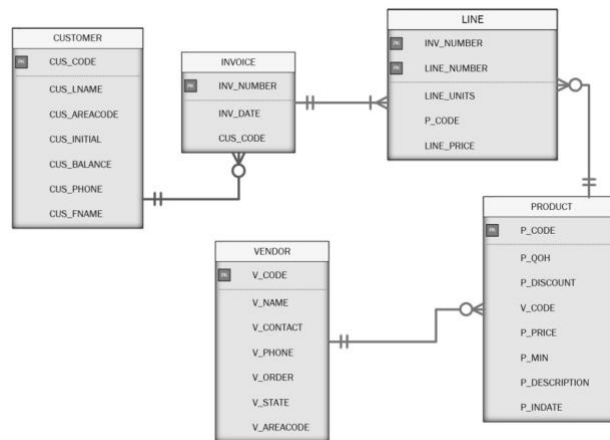 CUSTOMER
PK CUS_CODE
CUS_LNAME
CUS_AREACODE
CUS_INITIAL
CUS_BALANCE
CUS_PHONE
CUS_FNAME
INVOICE
PK INV_NUMBER
INV_DATE
CUS_CODE
LINE
PK INV_NUMBER
PK LINE_NUMBER
LINE_UNITS
P_CODE
LINE_PRICE
VENDOR
PK V_CODE
V_NAME
V_CONTACT
V_PHONE
V_ORDER
V_STATE
V_AREACODE
PRODUCT
PK P_CODE
P_QOH
P_DISCOUNT
V_CODE
P_PRICE
P_MIN
P_DESCRIPTION
P_INDATE